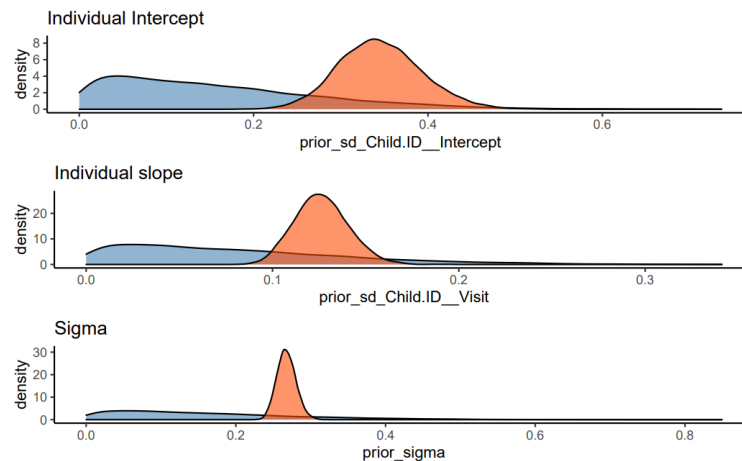 Individual Intercept
density
8
6
4
2
0
0.0 0.2 0.4 0.6
prior_sd_Child.ID__Intercept
Individual slope
density
20
10
0
0.0 0.1 0.2 0.3
prior_sd_Child.ID__Visit
Sigma
density
30
20
10
0
0.0 0.2 0.4 0.6 0.8
prior_sigma